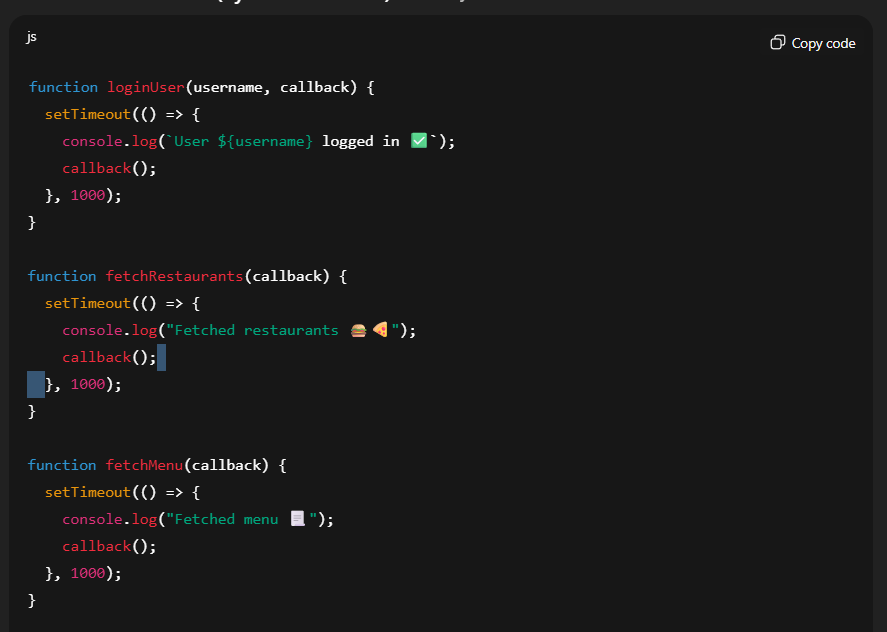 js
Copy code
function loginUser(username, callback) {
  setTimeout(() => {
    console.log(`User ${username} logged in ✅`);
    callback();
  }, 1000);
}

function fetchRestaurants(callback) {
  setTimeout(() => {
    console.log("Fetched restaurants 🍔🍕");
    callback();
  }, 1000);
}

function fetchMenu(callback) {
  setTimeout(() => {
    console.log("Fetched menu 📃");
    callback();
  }, 1000);
}